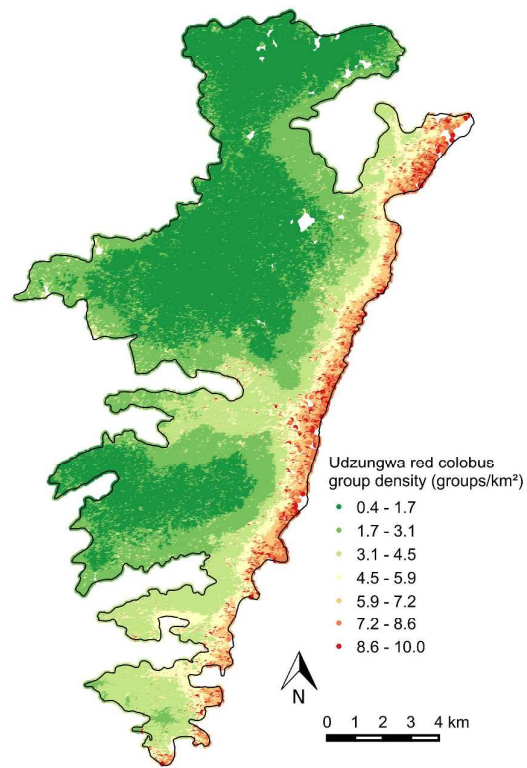 Udzungwa red colobus
group density (groups/km²)
0.4 - 1.7
1.7 - 3.1
3.1 - 4.5
4.5 - 5.9
5.9 - 7.2
7.2 - 8.6
8.6 - 10.0
N
0 1 2 3 4 km